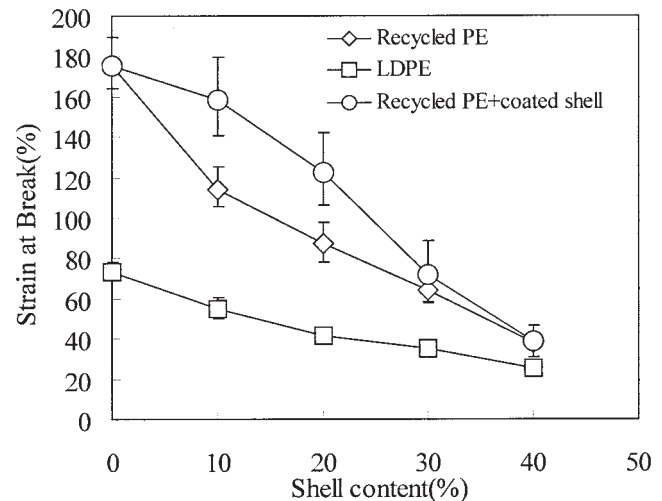 200
180
160
140
120
100
80
60
40
20
0
Strain at Break(%)
Recycled PE
LDPE
Recycled PE+coated shell
0 10 20 30 40 50
Shell content(%)